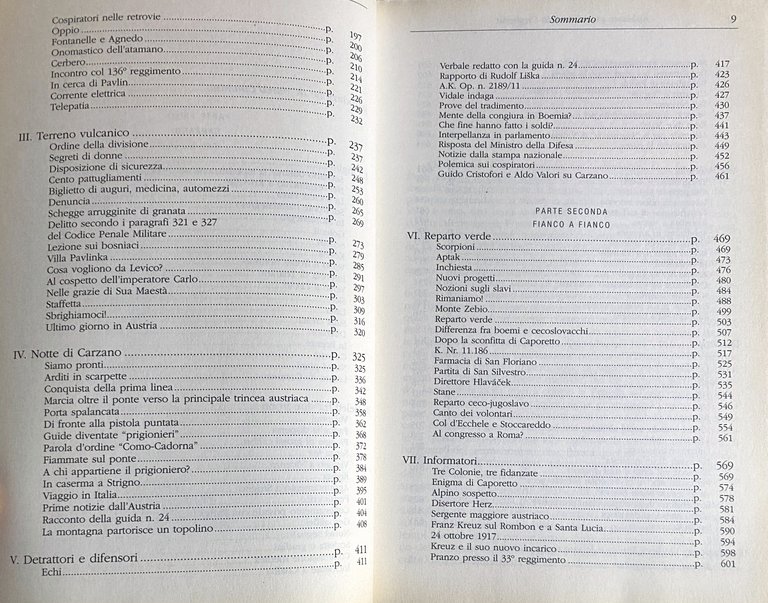 Cospiratori nelle retrovie p. 197
Oppio p. 200
Fontanelle e Agnedo p. 206
Onomastico dell'atamano p. 210
Cerbero p. 214
Incontro col 136° reggimento p. 221
In cerca di Pavlin p. 226
Corrente elettrica p. 229
Telepatia p. 232
III. Terreno vulcanico p. 237
Ordine della divisione p. 237
Segreti di donne p. 242
Disposizione di sicurezza p. 248
Cento pattugliamenti p. 253
Biglietto di auguri, medicina, automezzi p. 260
Denuncia p. 265
Schegge arrugginite di granata p. 269
Delitto secondo i paragrafi 321 e 327
del Codice Penale Militare p. 273
Lezione sui bosniaci p. 279
Villa Pavlinka p. 285
Cosa vogliono da Levico? p. 291
Al cospetto dell'imperatore Carlo p. 297
Nelle grazie di Sua Maestà p. 303
Staffetta p. 309
Sbrighiamoci! p. 316
Ultimo giorno in Austria p. 320
IV. Notte di Carzano p. 325
Siamo pronti p. 325
Arditi in scarpette p. 336
Conquista della prima linea p. 342
Marcia oltre il ponte verso la principale trincea austriaca p. 348
Porta spalancata p. 358
Di fronte alla pistola puntata p. 362
Guide diventate "prigionieri" p. 368
Parola d'ordine "Como-Cadorna" p. 372
Fiammate sul ponte p. 378
A chi appartiene il prigioniero? p. 384
In caserma a Strigno p. 389
Viaggio in Italia p. 395
Prime notizie dall'Austria p. 401
Racconto della guida n. 24 p. 404
La montagna partorisce un topolino p. 408
V. Detrattori e difensori p. 411
Echi p. 411
Sommario 9
Verbale redatto con la guida n. 24 p. 417
Rapporto di Rudolf Liška p. 423
A.K. Op. n. 2189/11 p. 426
Vidale indaga p. 427
Prove del tradimento p. 430
Mente della congiura in Boemia? p. 437
Che fine hanno fatto i soldi? p. 441
Interpellanza in parlamento p. 443
Risposta del Ministro della Difesa p. 449
Notizie dalla stampa nazionale p. 452
Polemica sui cospiratori p. 456
Guido Cristofori e Aldo Valori su Carzano p. 461
PARTE SECONDA
FIANCO A FIANCO
VI. Reparto verde p. 469
Scorpioni p. 469
Aptak p. 473
Inchiesta p. 476
Nuovi progetti p. 480
Nozioni sugli slavi p. 484
Rimaniamo! p. 488
Monte Zebio p. 499
Reparto verde p. 503
Differenza fra boemi e cecoslovacchi p. 507
Dopo la sconfitta di Caporetto p. 512
K. Nr. 11.186 p. 517
Farmacia di San Floriano p. 525
Partita di San Silvestro p. 531
Direttore Hlaváček p. 535
Stane p. 544
Reparto ceco-jugoslavo p. 546
Canto dei volontari p. 549
Col d'Ecchele e Stoccareddo p. 554
Al congresso a Roma? p. 561
VII. Informatori p. 569
Tre Colonie, tre fidanzate p. 569
Enigma di Caporetto p. 574
Alpino sospetto p. 578
Disertore Herz p. 581
Sergente maggiore austriaco p. 584
Franz Kreuz sul Rombon e a Santa Lucia p. 590
24 ottobre 1917 p. 594
Kreuz e il suo nuovo incarico p. 598
Pranzo presso il 33° reggimento p. 601